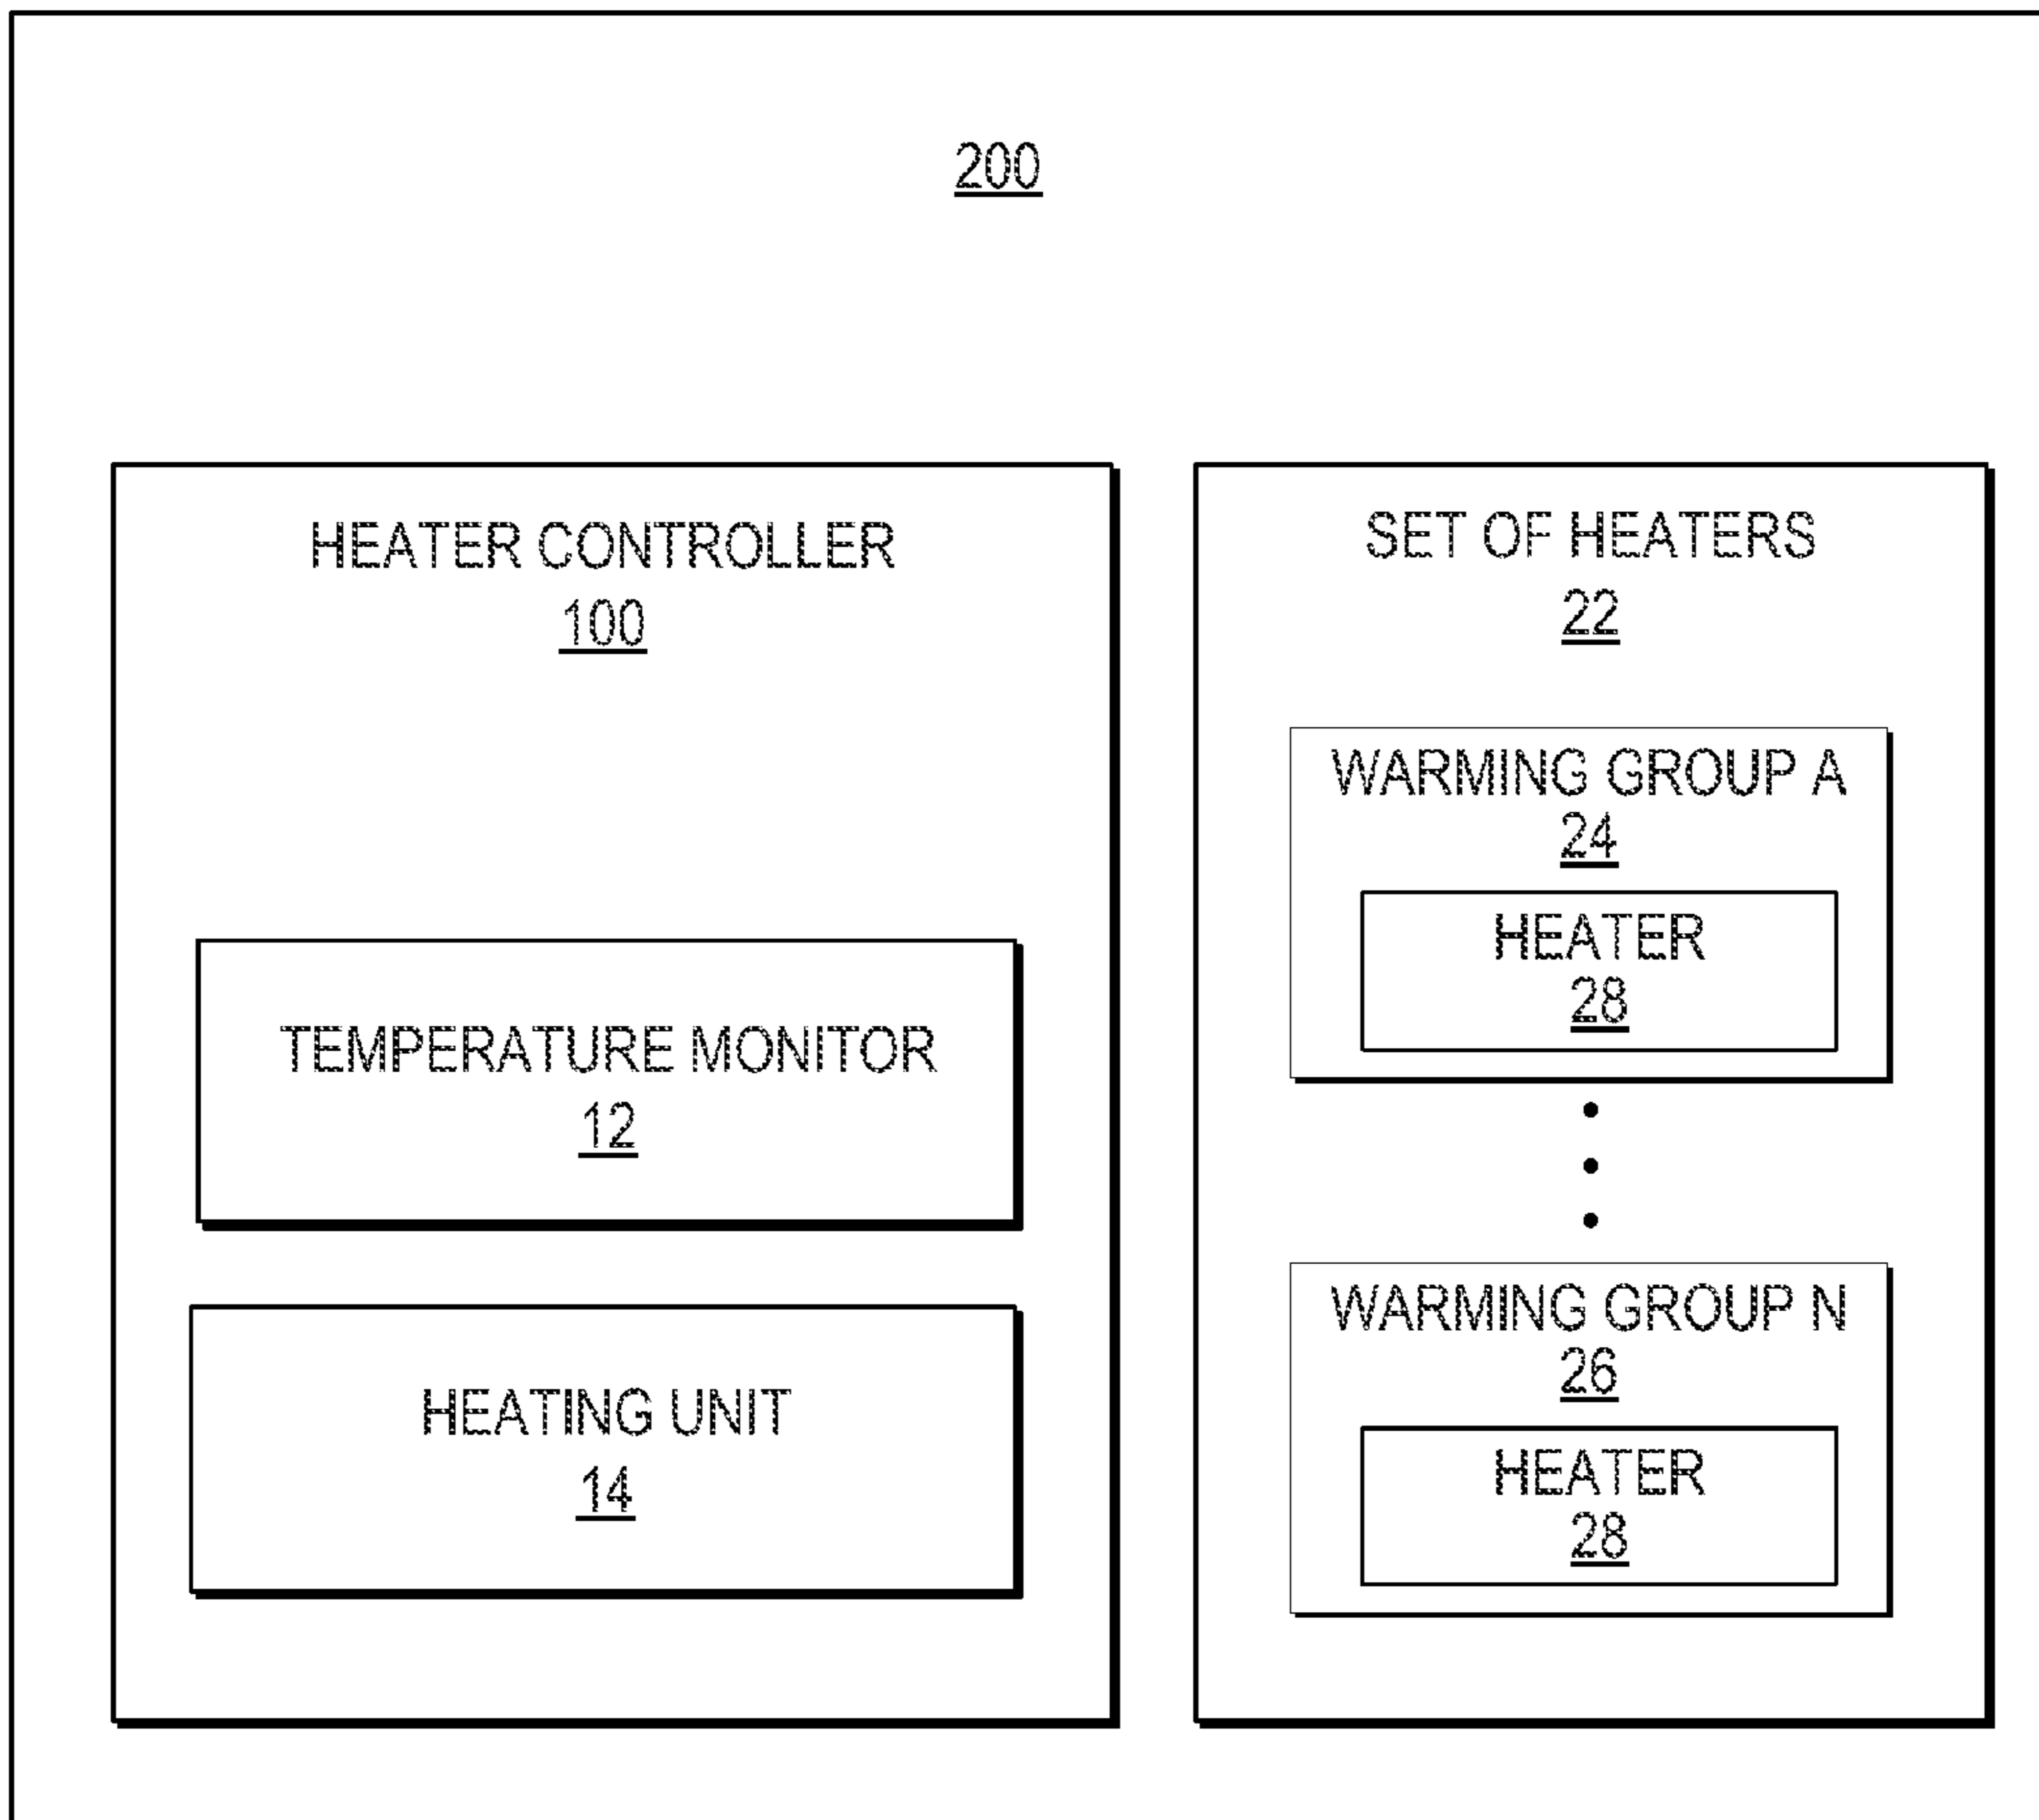 200
HEATER CONTROLLER
100
TEMPERATURE MONITOR
12
HEATING UNIT
14
SET OF HEATERS
22
WARMING GROUP A
24
HEATER
28
WARMING GROUP N
26
HEATER
28